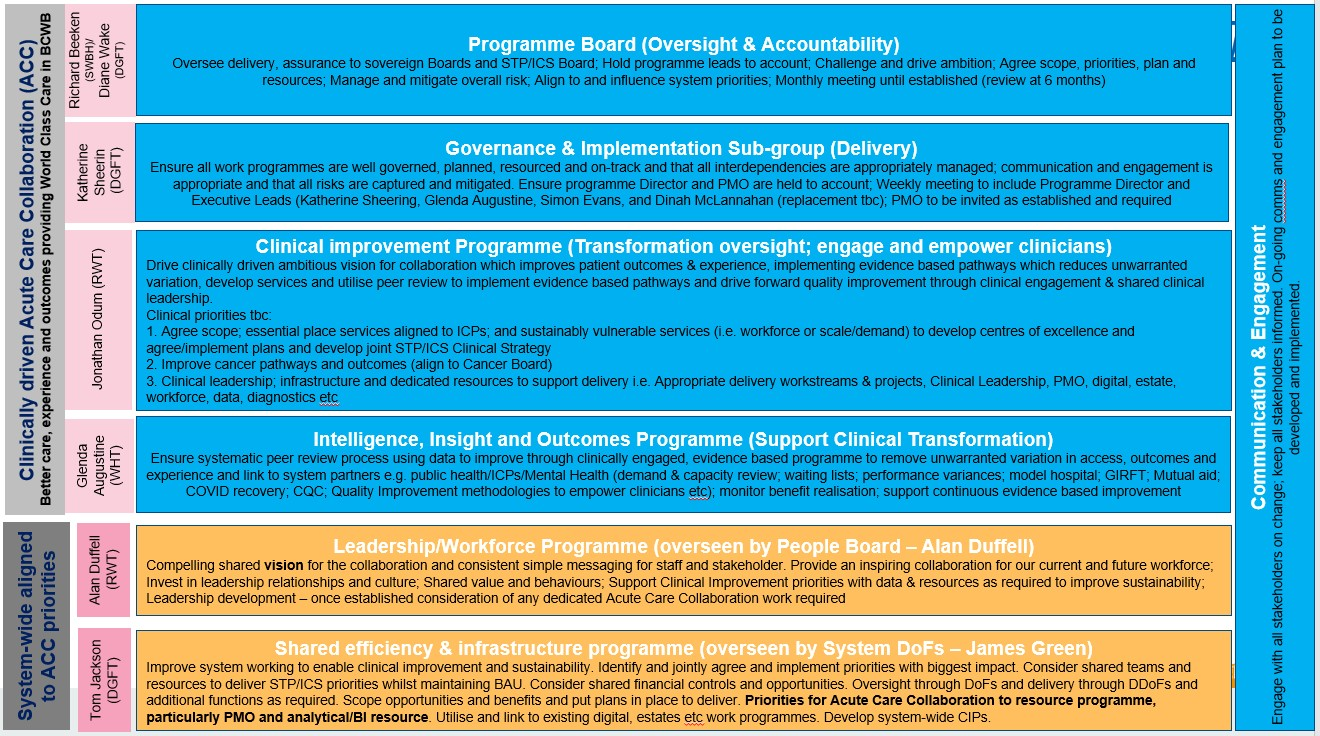 Clinically driven Acute Care Collaboration (ACC)
Better care, experience and outcomes providing World Class Care in BCWB
Richard Beeken
(SWBH)/
Diane Wake
(DGFT)
Programme Board (Oversight & Accountability)
Oversee delivery, assurance to sovereign Boards and STP/ICS Board; Hold programme leads to account; Challenge and drive ambition; Agree scope, priorities, plan and
resources; Manage and mitigate overall risk; Align to and influence system priorities; Monthly meeting until established (review at 6 months)
Katherine
Sheerin
(DGFT)
Governance & Implementation Sub-group (Delivery)
Ensure all work programmes are well governed, planned, resourced and on-track and that all interdependencies are appropriately managed; communication and engagement is
appropriate and that all risks are captured and mitigated. Ensure programme Director and PMO are held to account; Weekly meeting to include Programme Director and
Executive Leads (Katherine Sheering, Glenda Augustine, Simon Evans, and Dinah McLannahan (replacement tbc); PMO to be invited as established and required
Jonathan Odum (RWT)
Clinical improvement Programme (Transformation oversight; engage and empower clinicians)
Drive clinically driven ambitious vision for collaboration which improves patient outcomes & experience, implementing evidence based pathways which reduces unwarranted
variation, develop services and utilise peer review to implement evidence based pathways and drive forward quality improvement through clinical engagement & shared clinical
leadership.
Clinical priorities tbc:
1. Agree scope; essential place services aligned to ICPs; and sustainably vulnerable services (i.e. workforce or scale/demand) to develop centres of excellence and
agree/implement plans and develop joint STP/ICS Clinical Strategy
2. Improve cancer pathways and outcomes (align to Cancer Board)
3. Clinical leadership; infrastructure and dedicated resources to support delivery i.e. Appropriate delivery workstreams & projects, Clinical Leadership, PMO, digital, estate,
workforce, data, diagnostics etc
Glenda
Augustine
(WHT)
Intelligence, Insight and Outcomes Programme (Support Clinical Transformation)
Ensure systematic peer review process using data to improve through clinically engaged, evidence based programme to remove unwarranted variation in access, outcomes and
experience and link to system partners e.g. public health/ICPs/Mental Health (demand & capacity review; waiting lists; performance variances; model hospital; GIRFT; Mutual aid;
COVID recovery; CQC; Quality Improvement methodologies to empower clinicians etc); monitor benefit realisation; support continuous evidence based improvement
System-wide aligned
to ACC priorities
Alan Duffell
(RWT)
Leadership/Workforce Programme (overseen by People Board – Alan Duffell)
Compelling shared vision for the collaboration and consistent simple messaging for staff and stakeholder. Provide an inspiring collaboration for our current and future workforce;
Invest in leadership relationships and culture; Shared value and behaviours; Support Clinical Improvement priorities with data & resources as required to improve sustainability;
Leadership development – once established consideration of any dedicated Acute Care Collaboration work required
Tom Jackson
(DGFT)
Shared efficiency & infrastructure programme (overseen by System DoFs – James Green)
Improve system working to enable clinical improvement and sustainability. Identify and jointly agree and implement priorities with biggest impact. Consider shared teams and
resources to deliver STP/ICS priorities whilst maintaining BAU. Consider shared financial controls and opportunities. Oversight through DoFs and delivery through DDoFs and
additional functions as required. Scope opportunities and benefits and put plans in place to deliver. Priorities for Acute Care Collaboration to resource programme,
particularly PMO and analytical/BI resource. Utilise and link to existing digital, estates etc work programmes. Develop system-wide CIPs.
Communication & Engagement
Engage with all stakeholders on change, keep all stakeholders informed. On-going comms and engagement plan to be
developed and implemented.